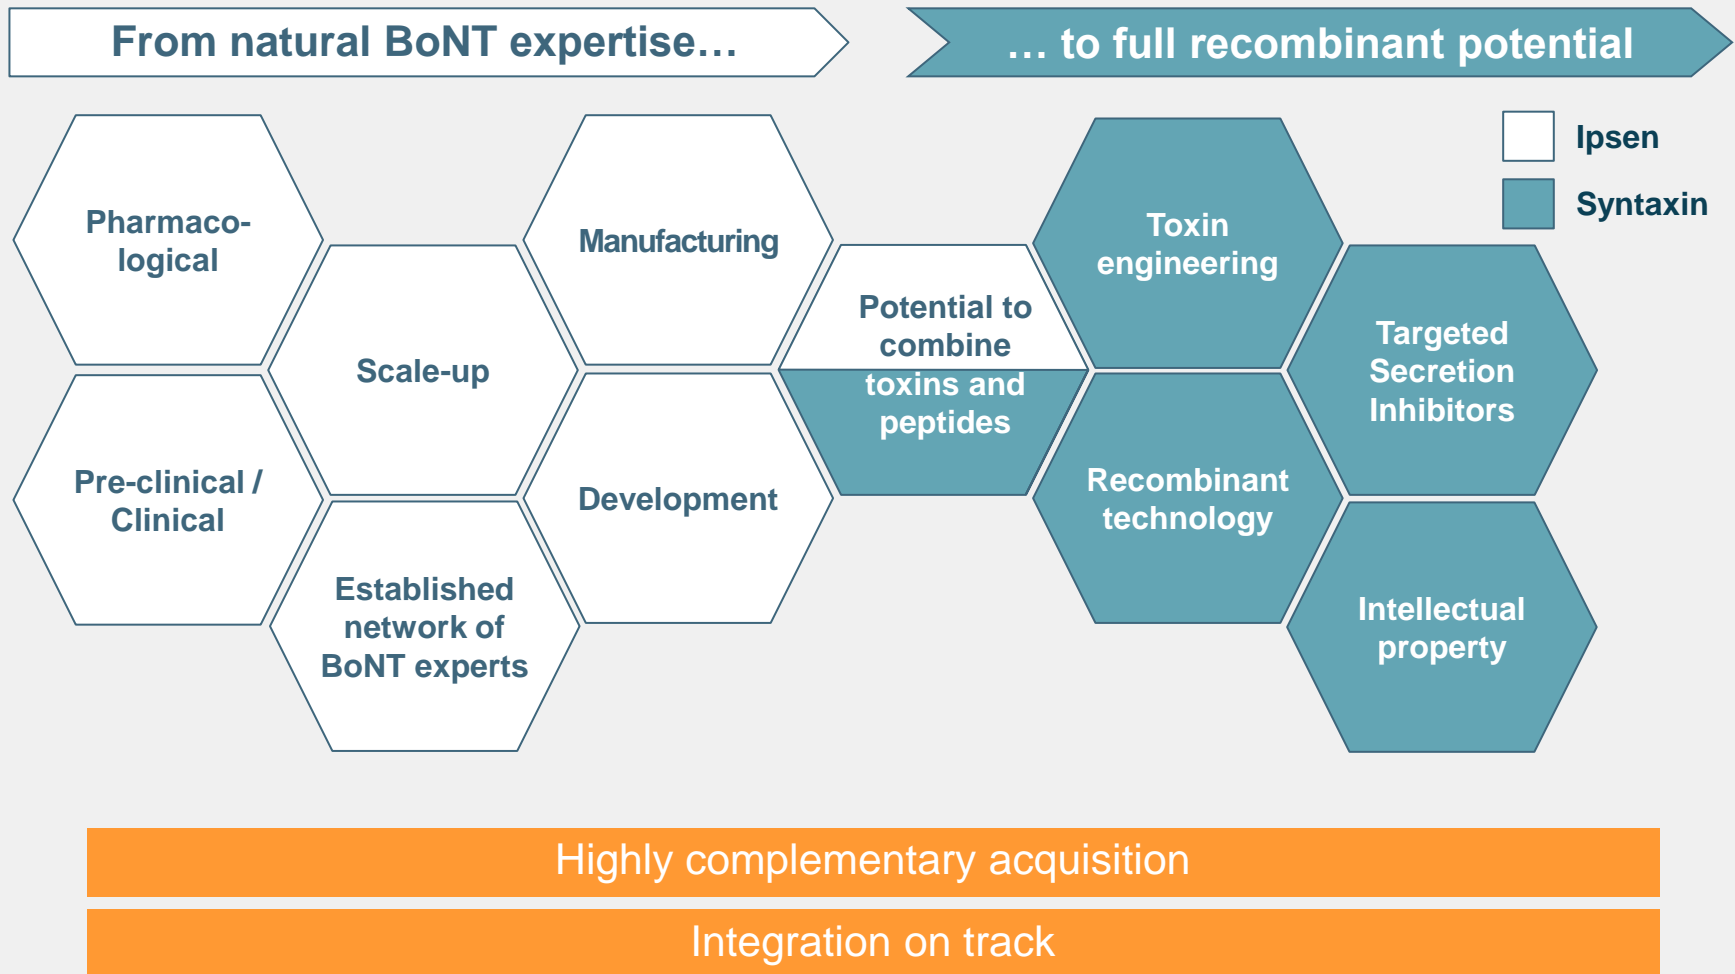 From natural BoNT expertise…
… to full recombinant potential
Ipsen
Syntaxin
Pharmaco-
logical
Pre-clinical /
Clinical
Scale-up
Established
network of
BoNT experts
Manufacturing
Development
Potential to
combine
toxins and
peptides
Toxin
engineering
Recombinant
technology
Targeted
Secretion
Inhibitors
Intellectual
property
Highly complementary acquisition
Integration on track